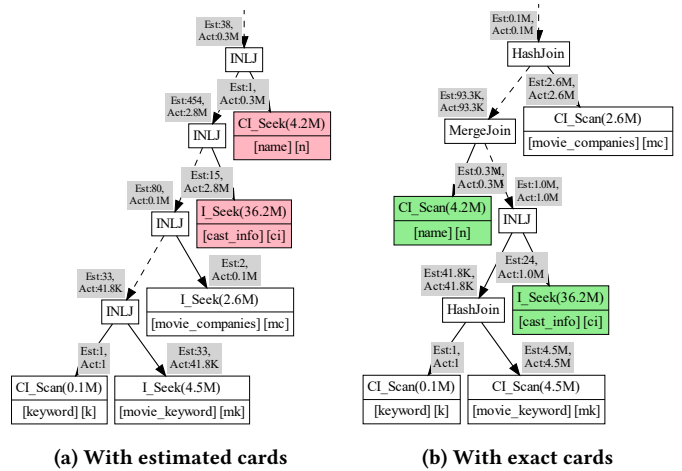 Est:38,
Act:0.3M
INLJ
Est:1,
Act:0.3M
Est:454,
Act:2.8M
CI_Seek(4.2M)
[name] [n]
INLJ
Est:15,
Act:2.8M
Est:80,
Act:0.1M
I_Seek(36.2M)
[cast_info] [ci]
INLJ
Est:2,
Act:0.1M
Est:33,
Act:41.8K
I_Seek(2.6M)
[movie_companies] [mc]
INLJ
Est:1,
Act:1
Est:33,
Act:41.8K
CI_Scan(0.1M)
[keyword] [k]
I_Seek(4.5M)
[movie_keyword] [mk]
(a) With estimated cards
Est:0.1M,
Act:0.1M
HashJoin
Est:2.6M,
Act:2.6M
Est:93.3K,
Act:93.3K
CI_Scan(2.6M)
[movie_companies] [mc]
MergeJoin
Est:0.3M,
Act:0.3M
Est:1.0M,
Act:1.0M
CI_Scan(4.2M)
[name] [n]
INLJ
Est:24,
Act:1.0M
Est:41.8K,
Act:41.8K
I_Seek(36.2M)
[cast_info] [ci]
HashJoin
Est:1,
Act:1
Est:4.5M,
Act:4.5M
CI_Scan(0.1M)
[keyword] [k]
CI_Scan(4.5M)
[movie_keyword] [mk]
(b) With exact cards